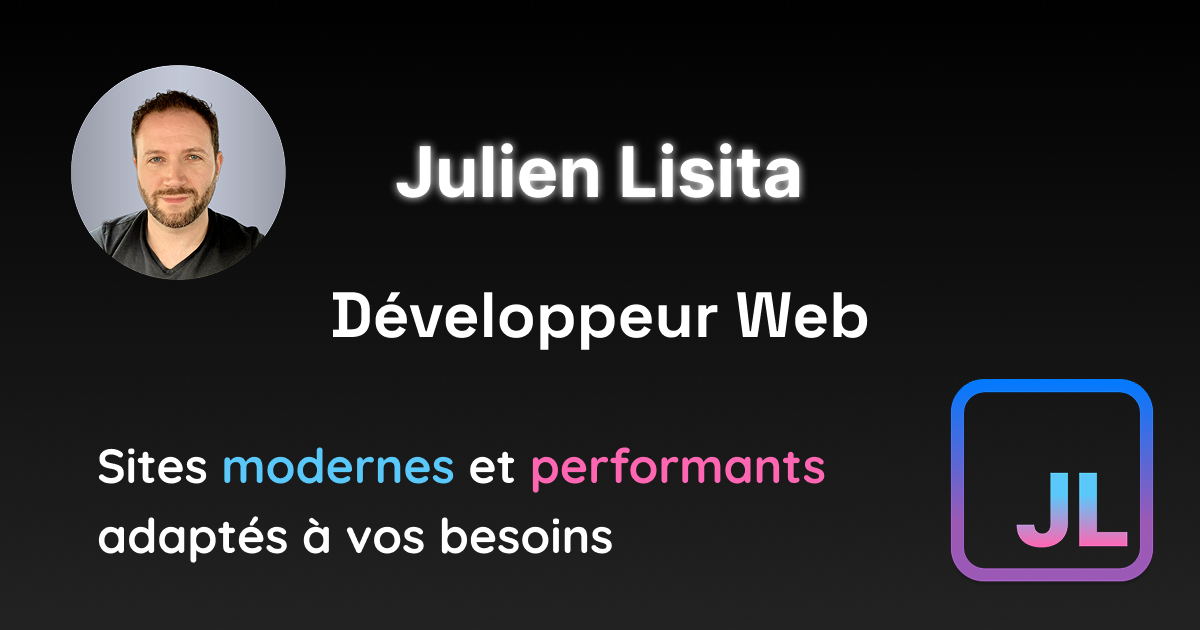 Julien Lisita
Développeur Web
Sites modernes et performants
adaptés à vos besoins
JL